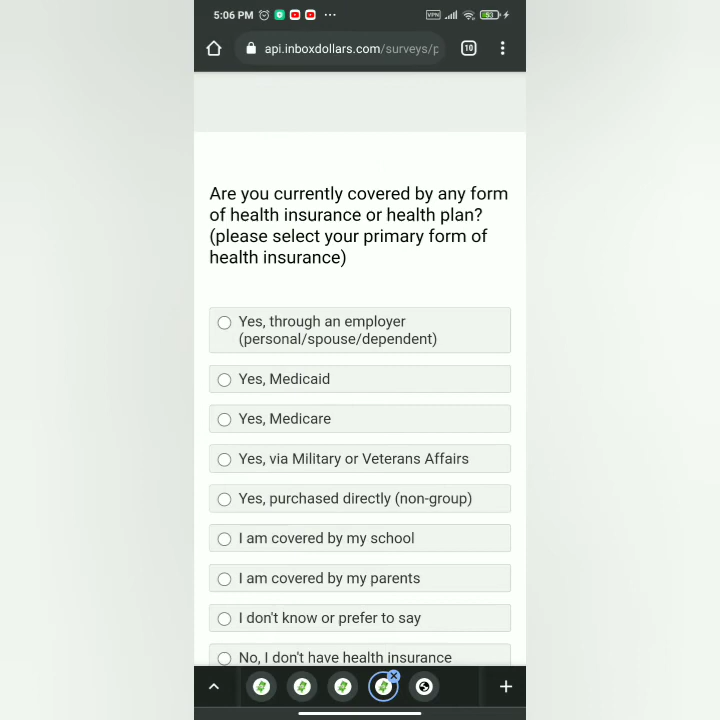 5:06 PM
VPN
53
api.inboxdollars.com/surveys/p
10
Are you currently covered by any form
of health insurance or health plan?
(please select your primary form of
health insurance)
Yes, through an employer
(personal/spouse/dependent)
Yes, Medicaid
Yes, Medicare
Yes, via Military or Veterans Affairs
Yes, purchased directly (non-group)
I am covered by my school
I am covered by my parents
I don't know or prefer to say
No, I don't have health insurance